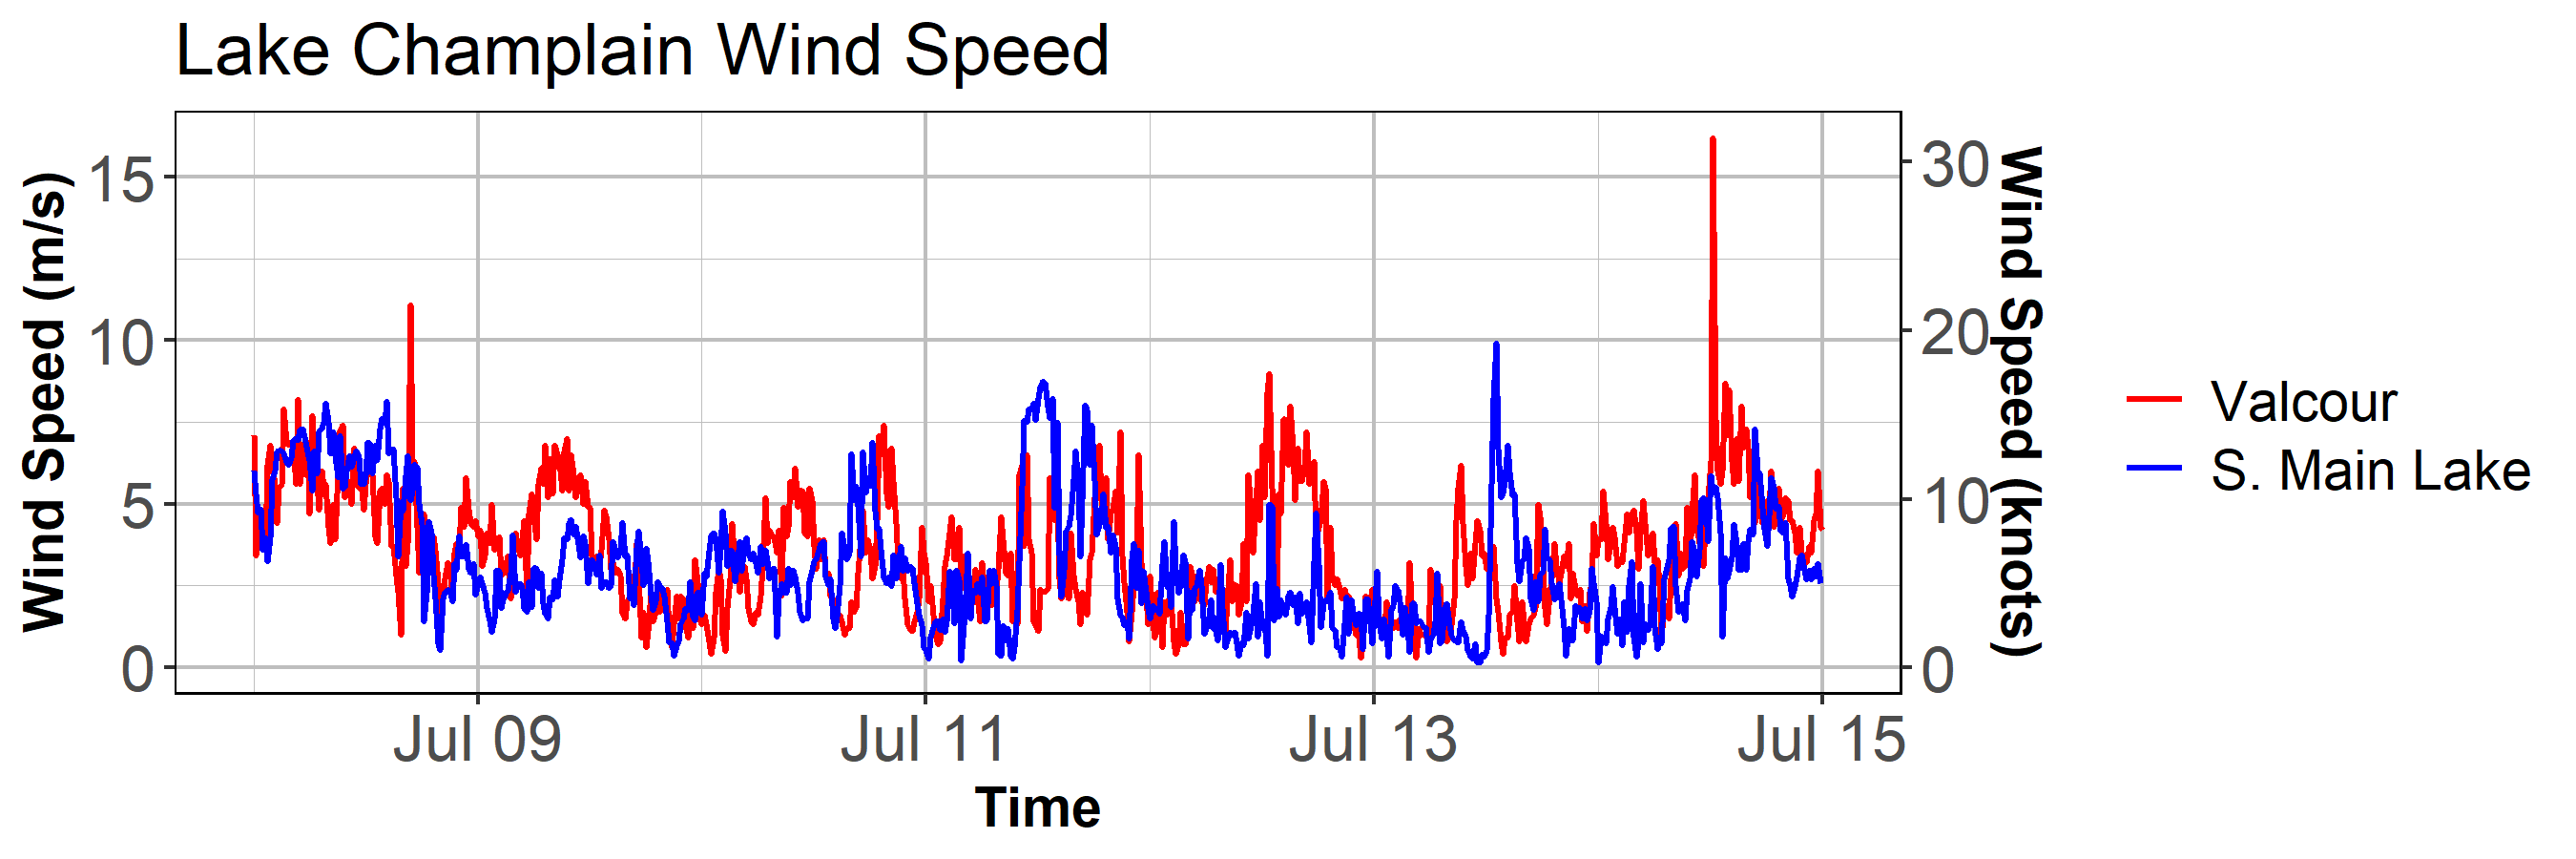 Lake Champlain Wind Speed
Wind Speed (m/s)
15
10
5
0
30
20
10
0
Wind Speed (knots)
Jul 09
Jul 11
Jul 13
Jul 15
Time
Valcour
S. Main Lake